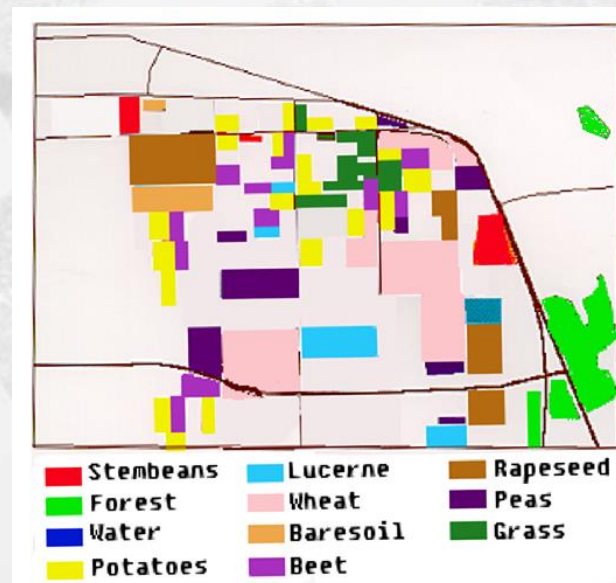 Stembeans Lucerne Rapeseed
Forest Wheat Peas
Water Baresoil Grass
Potatoes Beet